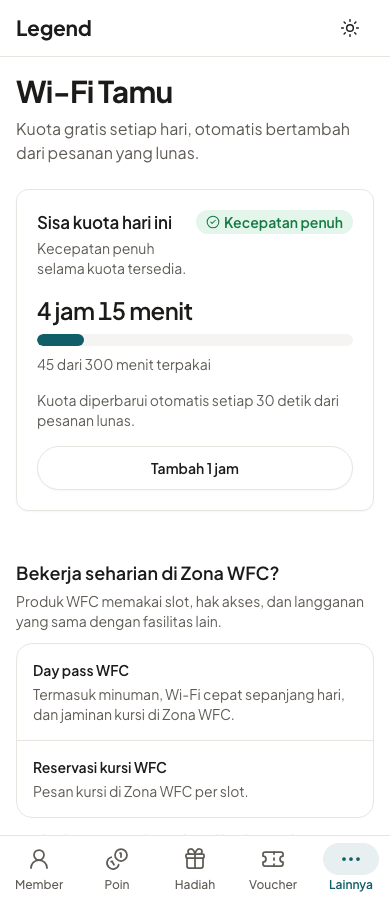 Legend
Wi-Fi Tamu
Kuota gratis setiap hari, otomatis bertambah
dari pesanan yang lunas.
Sisa kuota hari ini
Kecepatan penuh
Kecepatan penuh
selama kuota tersedia.
4 jam 15 menit
45 dari 300 menit terpakai
Kuota diperbarui otomatis setiap 30 detik dari
pesanan lunas.
Tambah 1 jam
Bekerja seharian di Zona WFC?
Produk WFC memakai slot, hak akses, dan langganan
yang sama dengan fasilitas lain.
Day pass WFC
Termasuk minuman, Wi-Fi cepat sepanjang hari,
dan jaminan kursi di Zona WFC.
Reservasi kursi WFC
Pesan kursi di Zona WFC per slot.
Member
Poin
Hadiah
Voucher
Lainnya